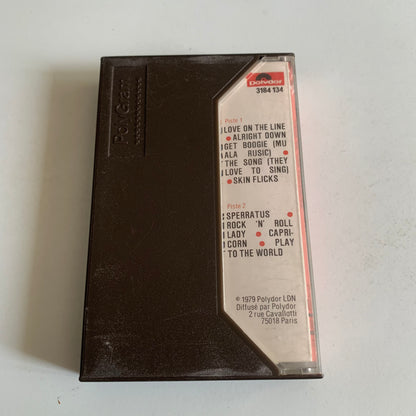 PolyGram
Polydor
3184 134
Piste 1
LOVE ON THE LINE
● ALRIGHT DOWN
GET BOOGIE (MU
ALA RUSIC) ●
THE SONG (THEY
LOVE TO SING)
● SKIN FLICKS
Piste 2
SPERRATUS ●
ROCK 'N' ROLL
LADY ● CAPRI-
CORN ● PLAY
TO THE WORLD
℗ 1979 Polydor LDN
Diffusé par Polydor
2 rue Cavallotti
75018 Paris